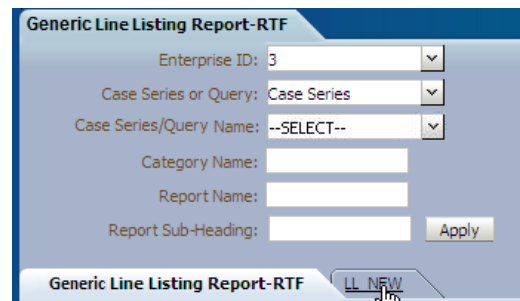 Generic Line Listing Report-RTF
Enterprise ID: 3
Case Series or Query: Case Series
Case Series/Query Name: --SELECT--
Category Name:
Report Name:
Report Sub-Heading: Apply
Generic Line Listing Report-RTF LL_NEW